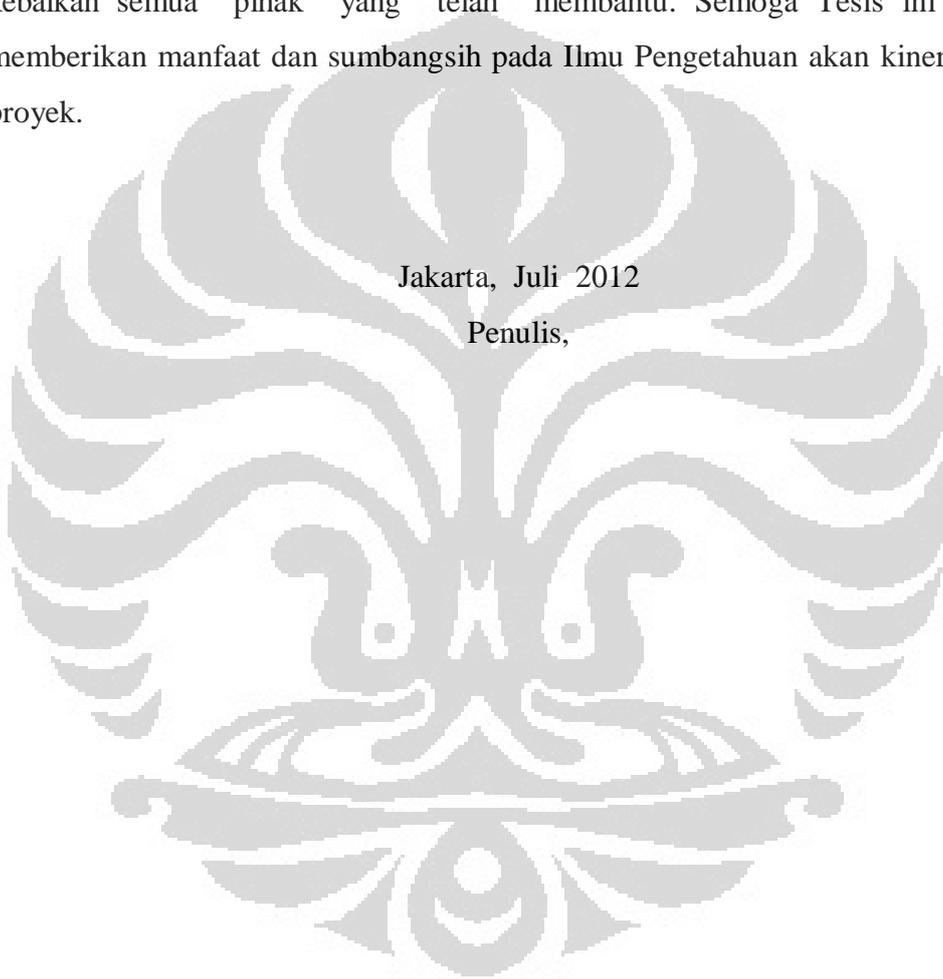 kebaikan semua pihak yang telah membantu. Semoga Tesis ini
memberikan manfaat dan sumbangsih pada Ilmu Pengetahuan akan
proyek.
Jakarta, Juli 2012
Penulis,